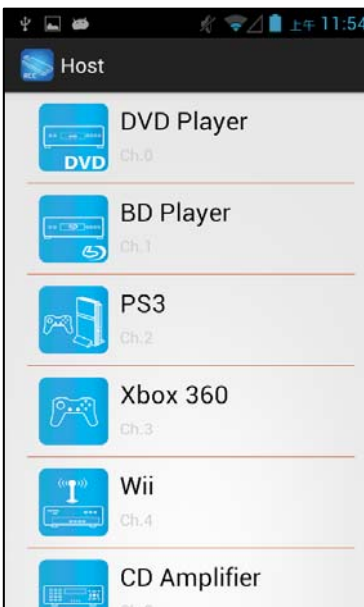 上午 11:54
Host
DVD Player
Ch.0
DVD
BD Player
Ch.1
PS3
Ch.2
Xbox 360
Ch.3
Wii
Ch.4
CD Amplifier